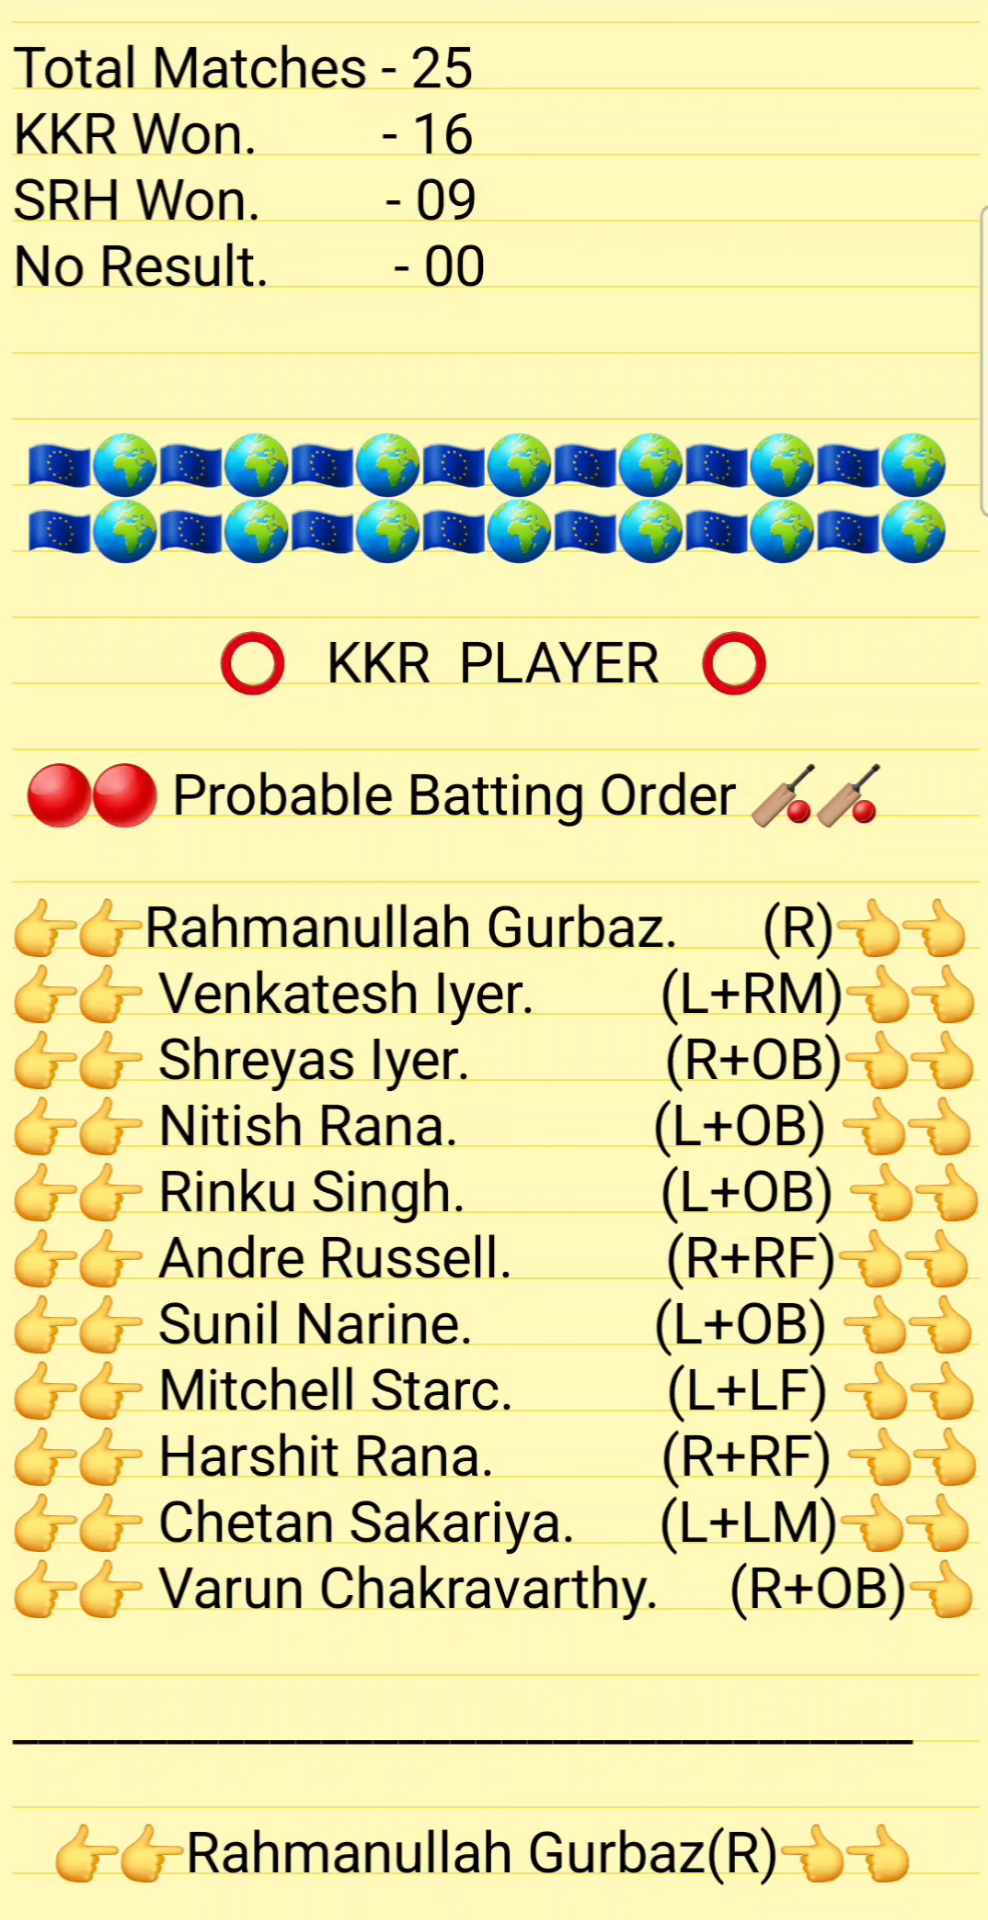 Total Matches - 25
KKR Won. - 16
SRH Won. - 09
No Result. - 00
🇪🇺🌍🇪🇺🌍🇪🇺🌍🇪🇺🌍🇪🇺🌍🇪🇺🌍🇪🇺🌍
🇪🇺🌍🇪🇺🌍🇪🇺🌍🇪🇺🌍🇪🇺🌍🇪🇺🌍🇪🇺🌍
⭕ KKR PLAYER ⭕
🔴🔴 Probable Batting Order 🏏🏏
👉👉Rahmanullah Gurbaz. (R)👈👈
👉👉 Venkatesh Iyer. (L+RM)👈👈
👉👉 Shreyas Iyer. (R+OB)👈👈
👉👉 Nitish Rana. (L+OB) 👈👈
👉👉 Rinku Singh. (L+OB) 👈👈
👉👉 Andre Russell. (R+RF)👈👈
👉👉 Sunil Narine. (L+OB) 👈👈
👉👉 Mitchell Starc. (L+LF) 👈👈
👉👉 Harshit Rana. (R+RF) 👈👈
👉👉 Chetan Sakariya. (L+LM)👈👈
👉👉 Varun Chakravarthy. (R+OB)👈
👉👉Rahmanullah Gurbaz(R)👈👈